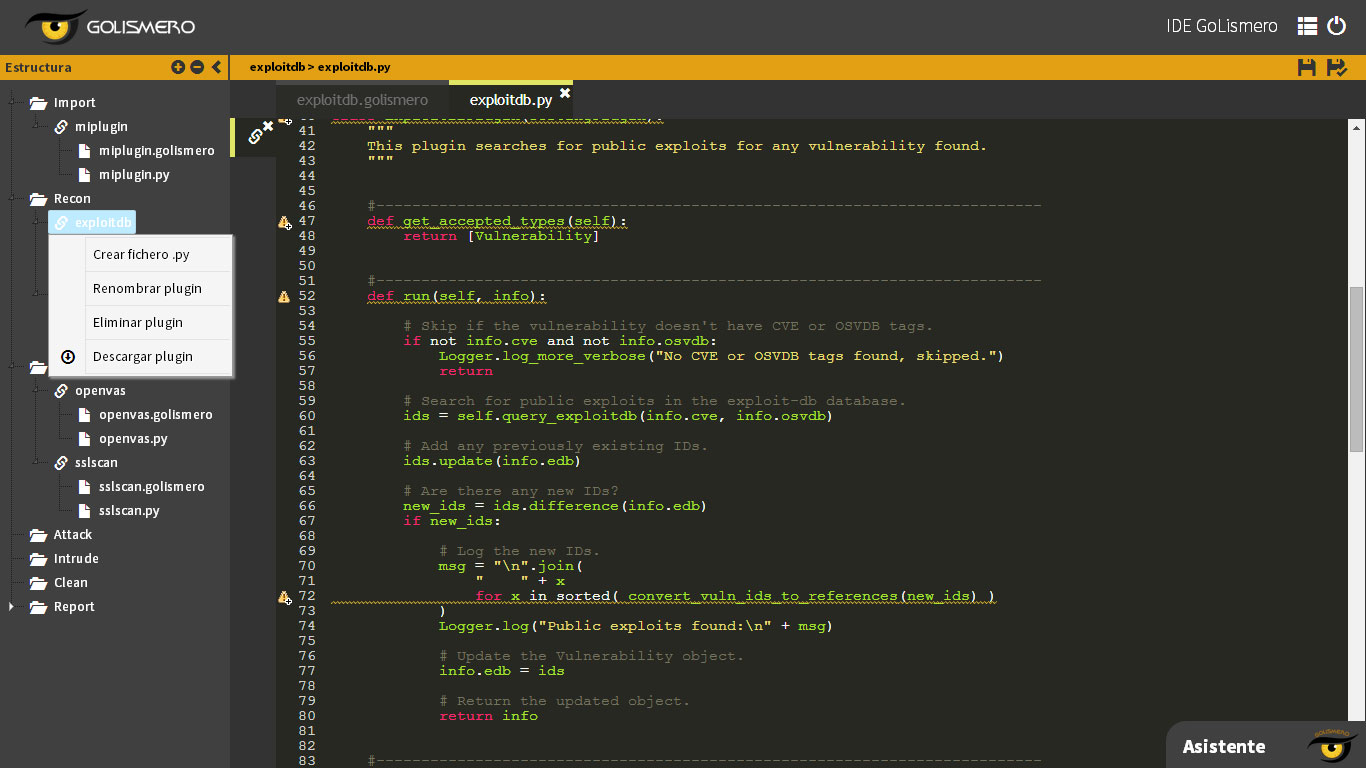 GOLISMERO
IDE GoLismero
Estructura
exploitdb> exploitdb.py
Import
miplugin
miplugin.golismero
miplugin.py
Recon
exploitdb
Crear fichero .py
Renombrar plugin
Eliminar plugin
Descargar plugin
openvas
openvas.golismero
openvas.py
sslscan
sslscan.golismero
sslscan.py
Attack
Intrude
Clean
Report
exploitdb.golismero
exploitdb.py
41 """
42 This plugin searches for public exploits for any vulnerability found.
43 """
44
45
46 #--------------------------------------------------------------------------
47 def get_accepted_types(self):
48 return [Vulnerability]
49
50
51 #--------------------------------------------------------------------------
52 def run(self, info):
53
54 # Skip if the vulnerability doesn't have CVE or OSVDB tags.
55 if not info.cve and not info.osvdb:
56 Logger.log_more_verbose("No CVE or OSVDB tags found, skipped.")
57 return
58
59 # Search for public exploits in the exploit-db database.
60 ids = self.query_exploitdb(info.cve, info.osvdb)
61
62 # Add any previously existing IDs.
63 ids.update(info.edb)
64
65 # Are there any new IDs?
66 new_ids = ids.difference(info.edb)
67 if new_ids:
68
69 # Log the new IDs.
70 msg = "\n".join(
71 "    " + x
72 for x in sorted( convert_vuln_ids_to_references(new_ids) )
73 )
74 Logger.log("Public exploits found:\n" + msg)
75
76 # Update the Vulnerability object.
77 info.edb = ids
78
79 # Return the updated object.
80 return info
81
82
83 #--------------------------------------------------------------------------
Asistente
GOLISMERO